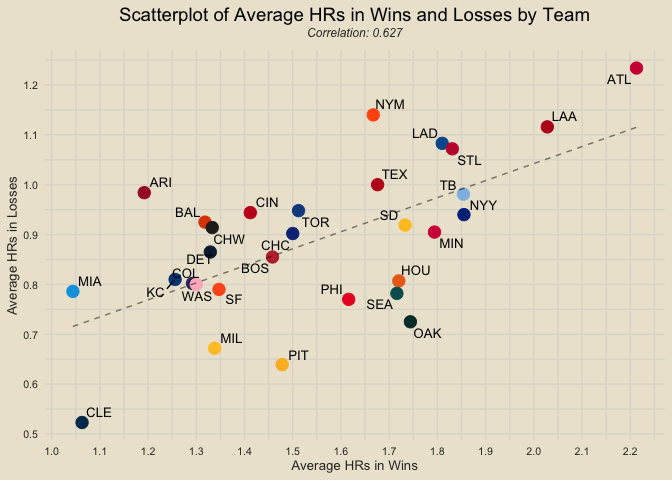 Scatterplot of Average HRs in Wins and Losses by Team
Correlation: 0.627
ATL
1.2
NYM
LAA
1.1
LAD
STL
TEX
ARI
TB
1.0
CIN
NYY
BAL
SD
TOR
MIN
CHW
0.9
CHC
DET
BOS
COL
HOU
MIA
PHI
KC
WAS
SF
SEA
0.8
OAK
MIL
0.7
PIT
0.6
CLE
0.5
1.0 1.1 1.2 1.3 1.4 1.5 1.6 1.7 1.8 1.9 2.0 2.1 2.2
Average HRs in Wins
Average HRs in Losses